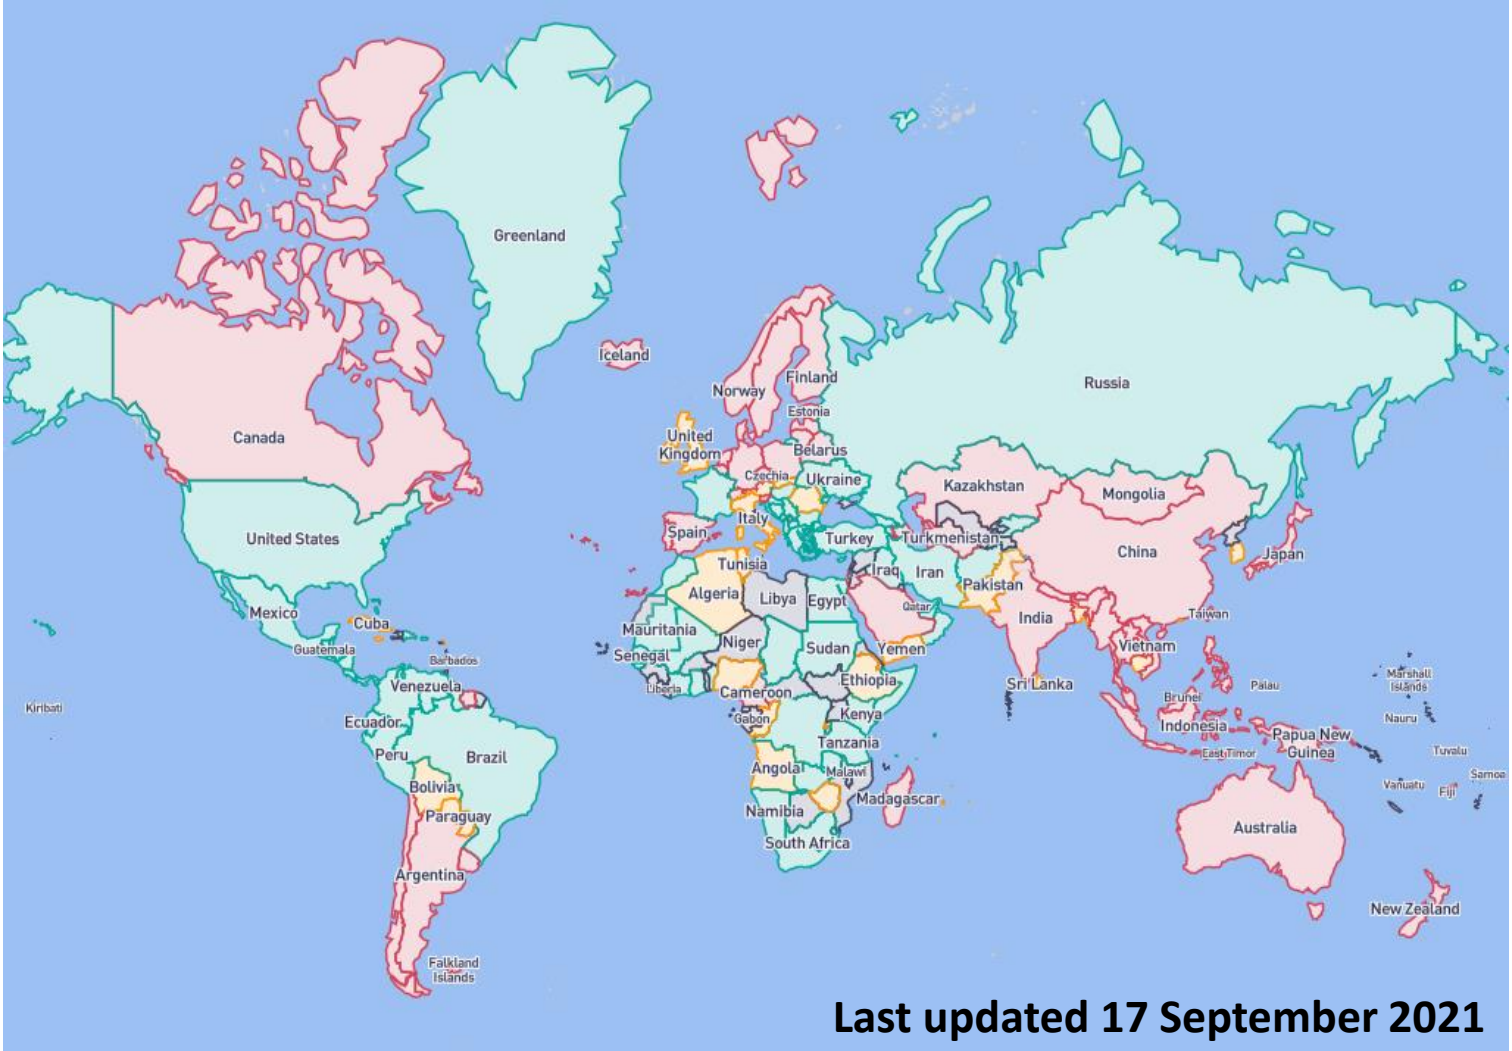 Greenland
Iceland
Norway
Finland
Russia
Estonia
United
Kingdom
Belarus
Canada
Czechia
Ukraine
Kazakhstan
Mongolia
Italy
Spain
Turkey
Turkmenistan
United States
China
Japan
Tunisia
Algeria
Libya
Egypt
Iraq
Iran
Pakistan
Qatar
India
Taiwan
Mexico
Cuba
Guatemala
Barbados
Mauritania
Senegal
Niger
Sudan
Yemen
Vietnam
Venezuela
Liberia
Cameroon
Ethiopia
Sri Lanka
Brunei
Palau
Marshall
Islands
Kiribati
Ecuador
Gabon
Kenya
Indonesia
Nauru
Peru
Brazil
Tanzania
East Timor
Papua New
Guinea
Tuvalu
Angola
Malawi
Samoa
Bolivia
Madagascar
Vanuatu
Fiji
Paraguay
Namibia
Australia
South Africa
Argentina
New Zealand
Falkland
Islands
Last updated 17 September 2021